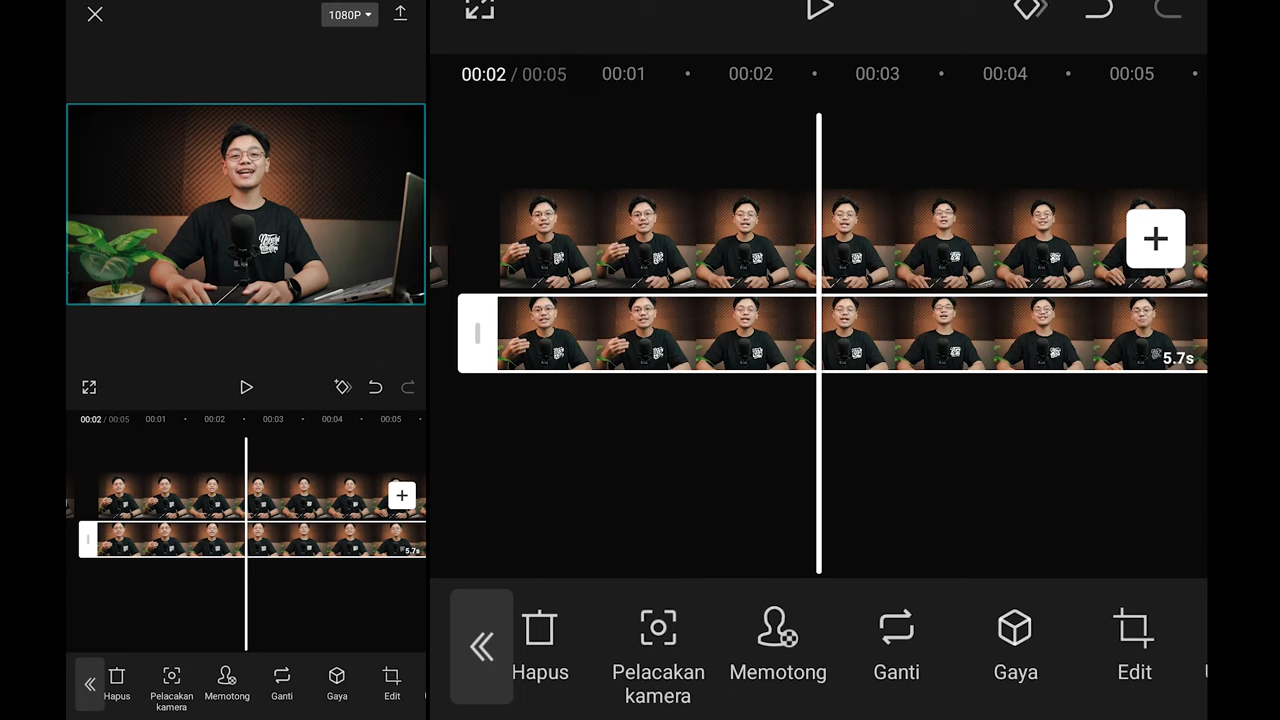 1080P
00:02 / 00:05 00:01 00:02 00:03 00:04 00:05
5.7s
Hapus Pelacakan kamera Memotong Ganti Gaya Edit
00:02 / 00:05 00:01 00:02 00:03 00:04 00:05
5.7s
Hapus Pelacakan Memotong Ganti Gaya Edit
kamera